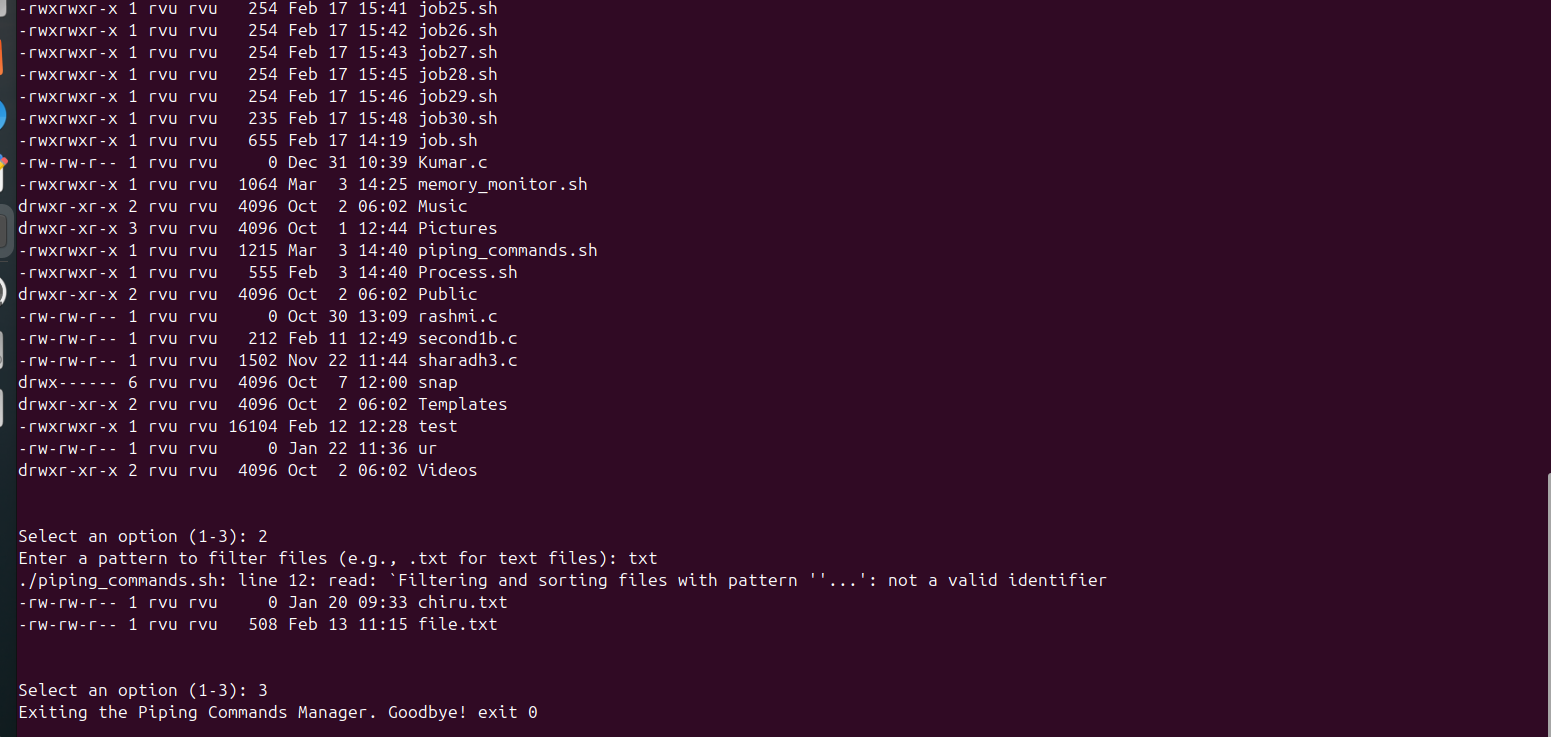 -rwxrwxr-x 1 rvu rvu   254 Feb 17 15:41 job25.sh
-rwxrwxr-x 1 rvu rvu   254 Feb 17 15:42 job26.sh
-rwxrwxr-x 1 rvu rvu   254 Feb 17 15:43 job27.sh
-rwxrwxr-x 1 rvu rvu   254 Feb 17 15:45 job28.sh
-rwxrwxr-x 1 rvu rvu   254 Feb 17 15:46 job29.sh
-rwxrwxr-x 1 rvu rvu   235 Feb 17 15:48 job30.sh
-rwxrwxr-x 1 rvu rvu   655 Feb 17 14:19 job.sh
-rw-rw-r-- 1 rvu rvu     0 Dec 31 10:39 Kumar.c
-rwxrwxr-x 1 rvu rvu  1064 Mar  3 14:25 memory_monitor.sh
drwxr-xr-x 2 rvu rvu  4096 Oct  2 06:02 Music
drwxr-xr-x 3 rvu rvu  4096 Oct  1 12:44 Pictures
-rwxrwxr-x 1 rvu rvu  1215 Mar  3 14:40 piping_commands.sh
-rwxrwxr-x 1 rvu rvu   555 Feb  3 14:40 Process.sh
drwxr-xr-x 2 rvu rvu  4096 Oct  2 06:02 Public
-rw-rw-r-- 1 rvu rvu     0 Oct 30 13:09 rashmi.c
-rw-rw-r-- 1 rvu rvu   212 Feb 11 12:49 second1b.c
-rw-rw-r-- 1 rvu rvu  1502 Nov 22 11:44 sharadh3.c
drwx------ 6 rvu rvu  4096 Oct  7 12:00 snap
drwxr-xr-x 2 rvu rvu  4096 Oct  2 06:02 Templates
-rwxrwxr-x 1 rvu rvu 16104 Feb 12 12:28 test
-rw-rw-r-- 1 rvu rvu     0 Jan 22 11:36 ur
drwxr-xr-x 2 rvu rvu  4096 Oct  2 06:02 Videos
Select an option (1-3): 2
Enter a pattern to filter files (e.g., .txt for text files): txt
./piping_commands.sh: line 12: read: `Filtering and sorting files with pattern ''...': not a valid identifier
-rw-rw-r-- 1 rvu rvu     0 Jan 20 09:33 chiru.txt
-rw-rw-r-- 1 rvu rvu   508 Feb 13 11:15 file.txt
Select an option (1-3): 3
Exiting the Piping Commands Manager. Goodbye! exit 0